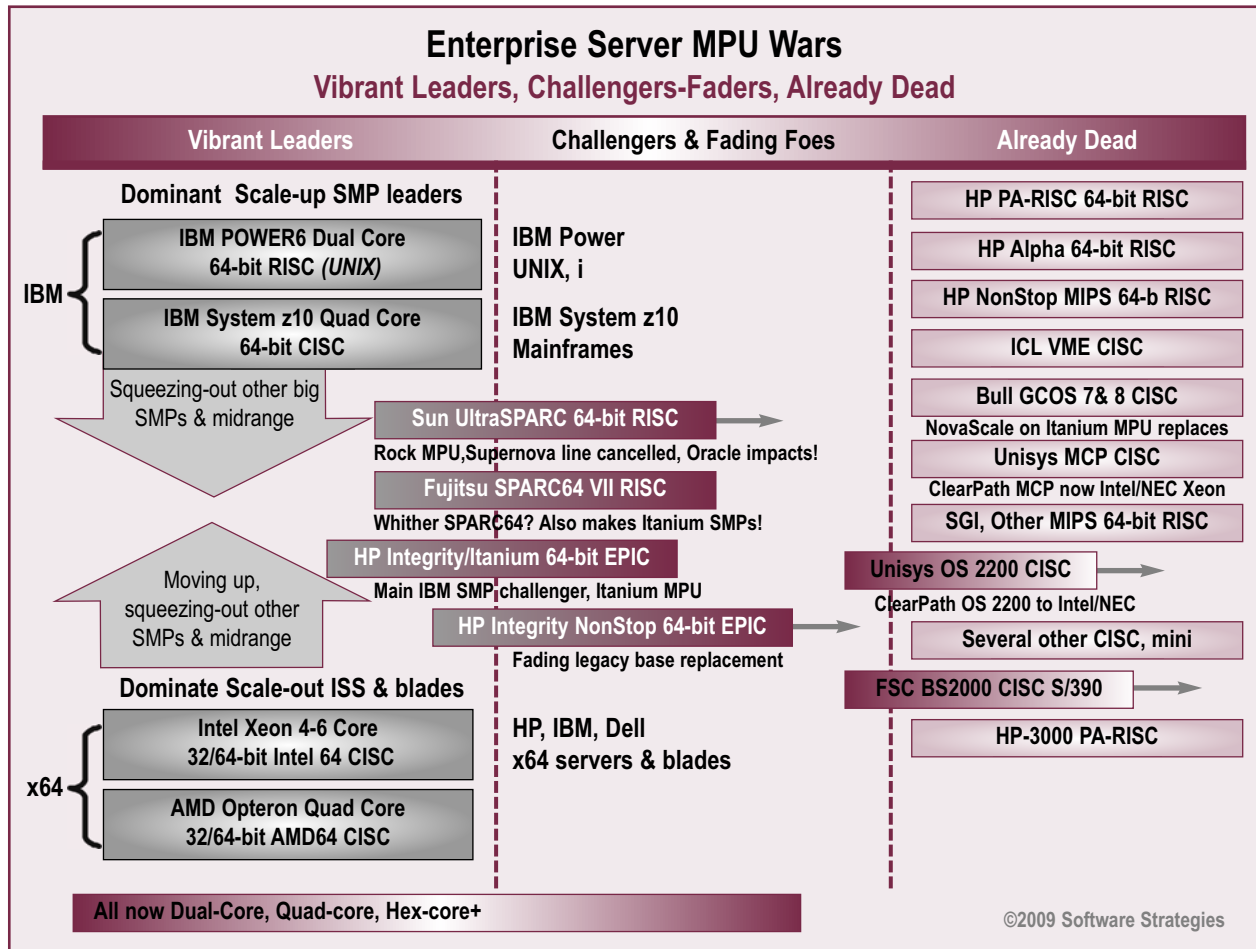 Enterprise Server MPU Wars
Vibrant Leaders, Challengers-Faders, Already Dead
Vibrant Leaders
Challengers & Fading Foes
Already Dead
Dominant Scale-up SMP leaders
IBM
IBM POWER6 Dual Core
64-bit RISC (UNIX)
IBM System z10 Quad Core
64-bit CISC
IBM Power
UNIX, i
IBM System z10
Mainframes
Squeezing-out other big
SMPs & midrange
Sun UltraSPARC 64-bit RISC
Rock MPU,Supernova line cancelled, Oracle impacts!
Fujitsu SPARC64 VII RISC
Whither SPARC64? Also makes Itanium SMPs!
HP Integrity/Itanium 64-bit EPIC
Main IBM SMP challenger, Itanium MPU
HP Integrity NonStop 64-bit EPIC
Fading legacy base replacement
Moving up,
squeezing-out other
SMPs & midrange
Dominate Scale-out ISS & blades
x64
Intel Xeon 4-6 Core
32/64-bit Intel 64 CISC
AMD Opteron Quad Core
32/64-bit AMD64 CISC
HP, IBM, Dell
x64 servers & blades
HP PA-RISC 64-bit RISC
HP Alpha 64-bit RISC
HP NonStop MIPS 64-b RISC
ICL VME CISC
Bull GCOS 7& 8 CISC
NovaScale on Itanium MPU replaces
Unisys MCP CISC
ClearPath MCP now Intel/NEC Xeon
SGI, Other MIPS 64-bit RISC
Unisys OS 2200 CISC
ClearPath OS 2200 to Intel/NEC
Several other CISC, mini
FSC BS2000 CISC S/390
HP-3000 PA-RISC
All now Dual-Core, Quad-core, Hex-core+
©2009 Software Strategies